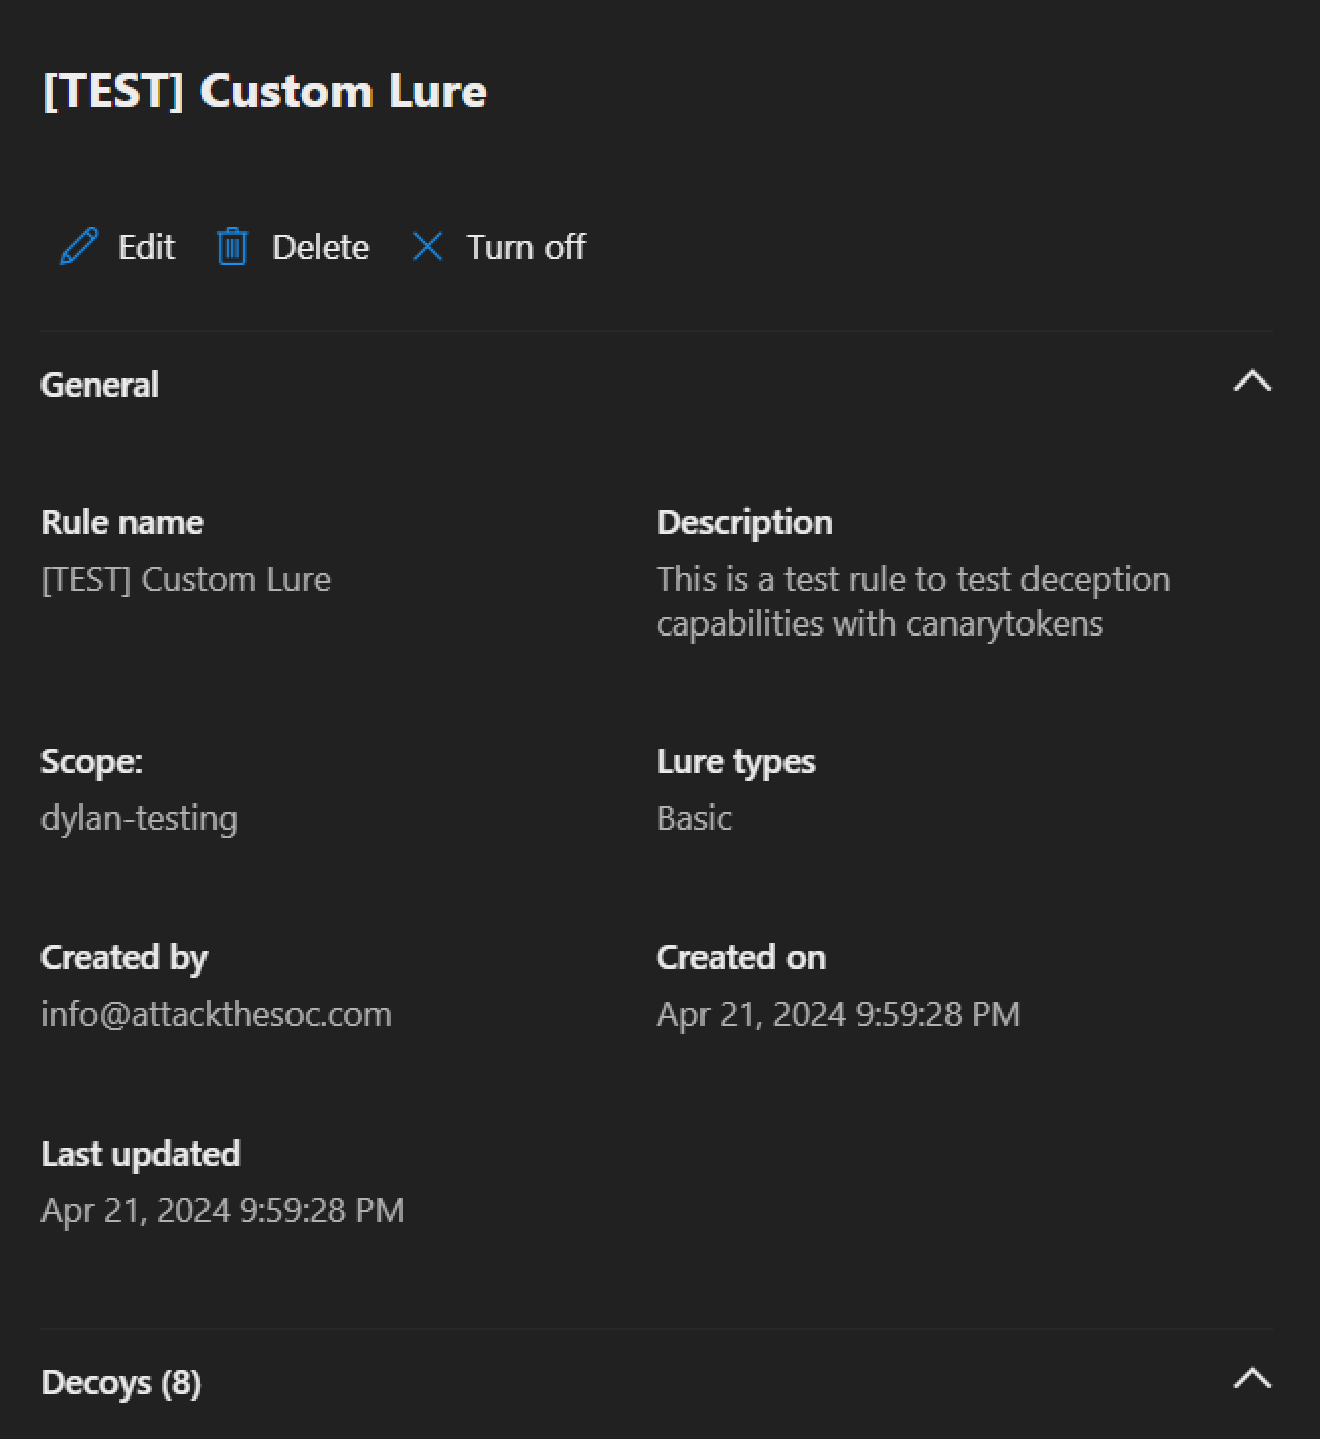 [TEST] Custom Lure
Edit Delete Turn off
General
Rule name
[TEST] Custom Lure
Description
This is a test rule to test deception
capabilities with canarytokens
Scope:
dylan-testing
Lure types
Basic
Created by
info@attackthesoc.com
Created on
Apr 21, 2024 9:59:28 PM
Last updated
Apr 21, 2024 9:59:28 PM
Decoys (8)